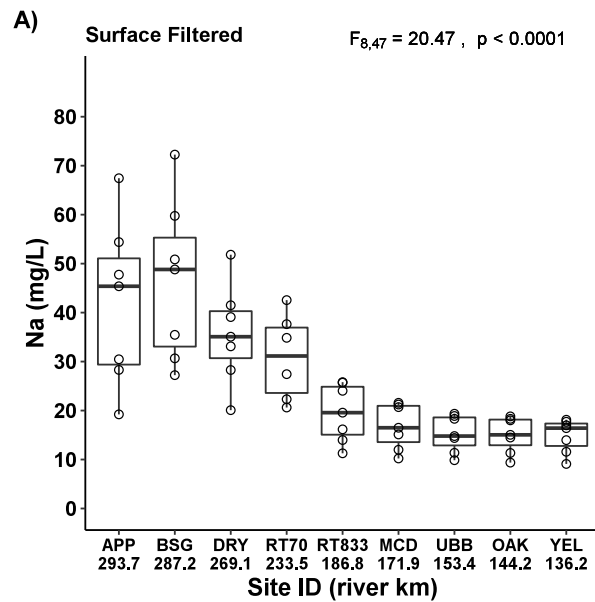 A)
Surface Filtered
F8,47 = 20.47 , p < 0.0001
Na (mg/L)
80
70
60
50
40
30
20
10
0
APP BSG DRY RT70 RT833 MCD UBB OAK YEL
293.7 287.2 269.1 233.5 186.8 171.9 153.4 144.2 136.2
Site ID (river km)